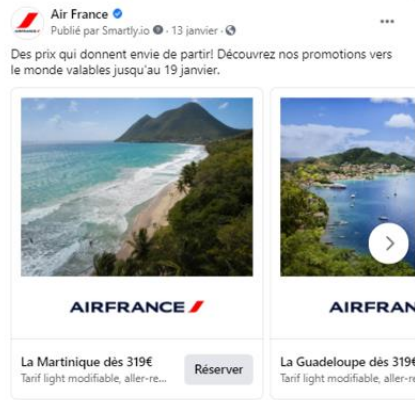 Air France
Publié par Smartly.io · 13 janvier ·
Des prix qui donnent envie de partir! Découvrez nos promotions vers
le monde valables jusqu'au 19 janvier.
AIRFRANCE
AIRFRAN
La Martinique dès 319€
Tarif light modifiable, aller-re...
Réserver
La Guadeloupe dès 319€
Tarif light modifiable, aller-re